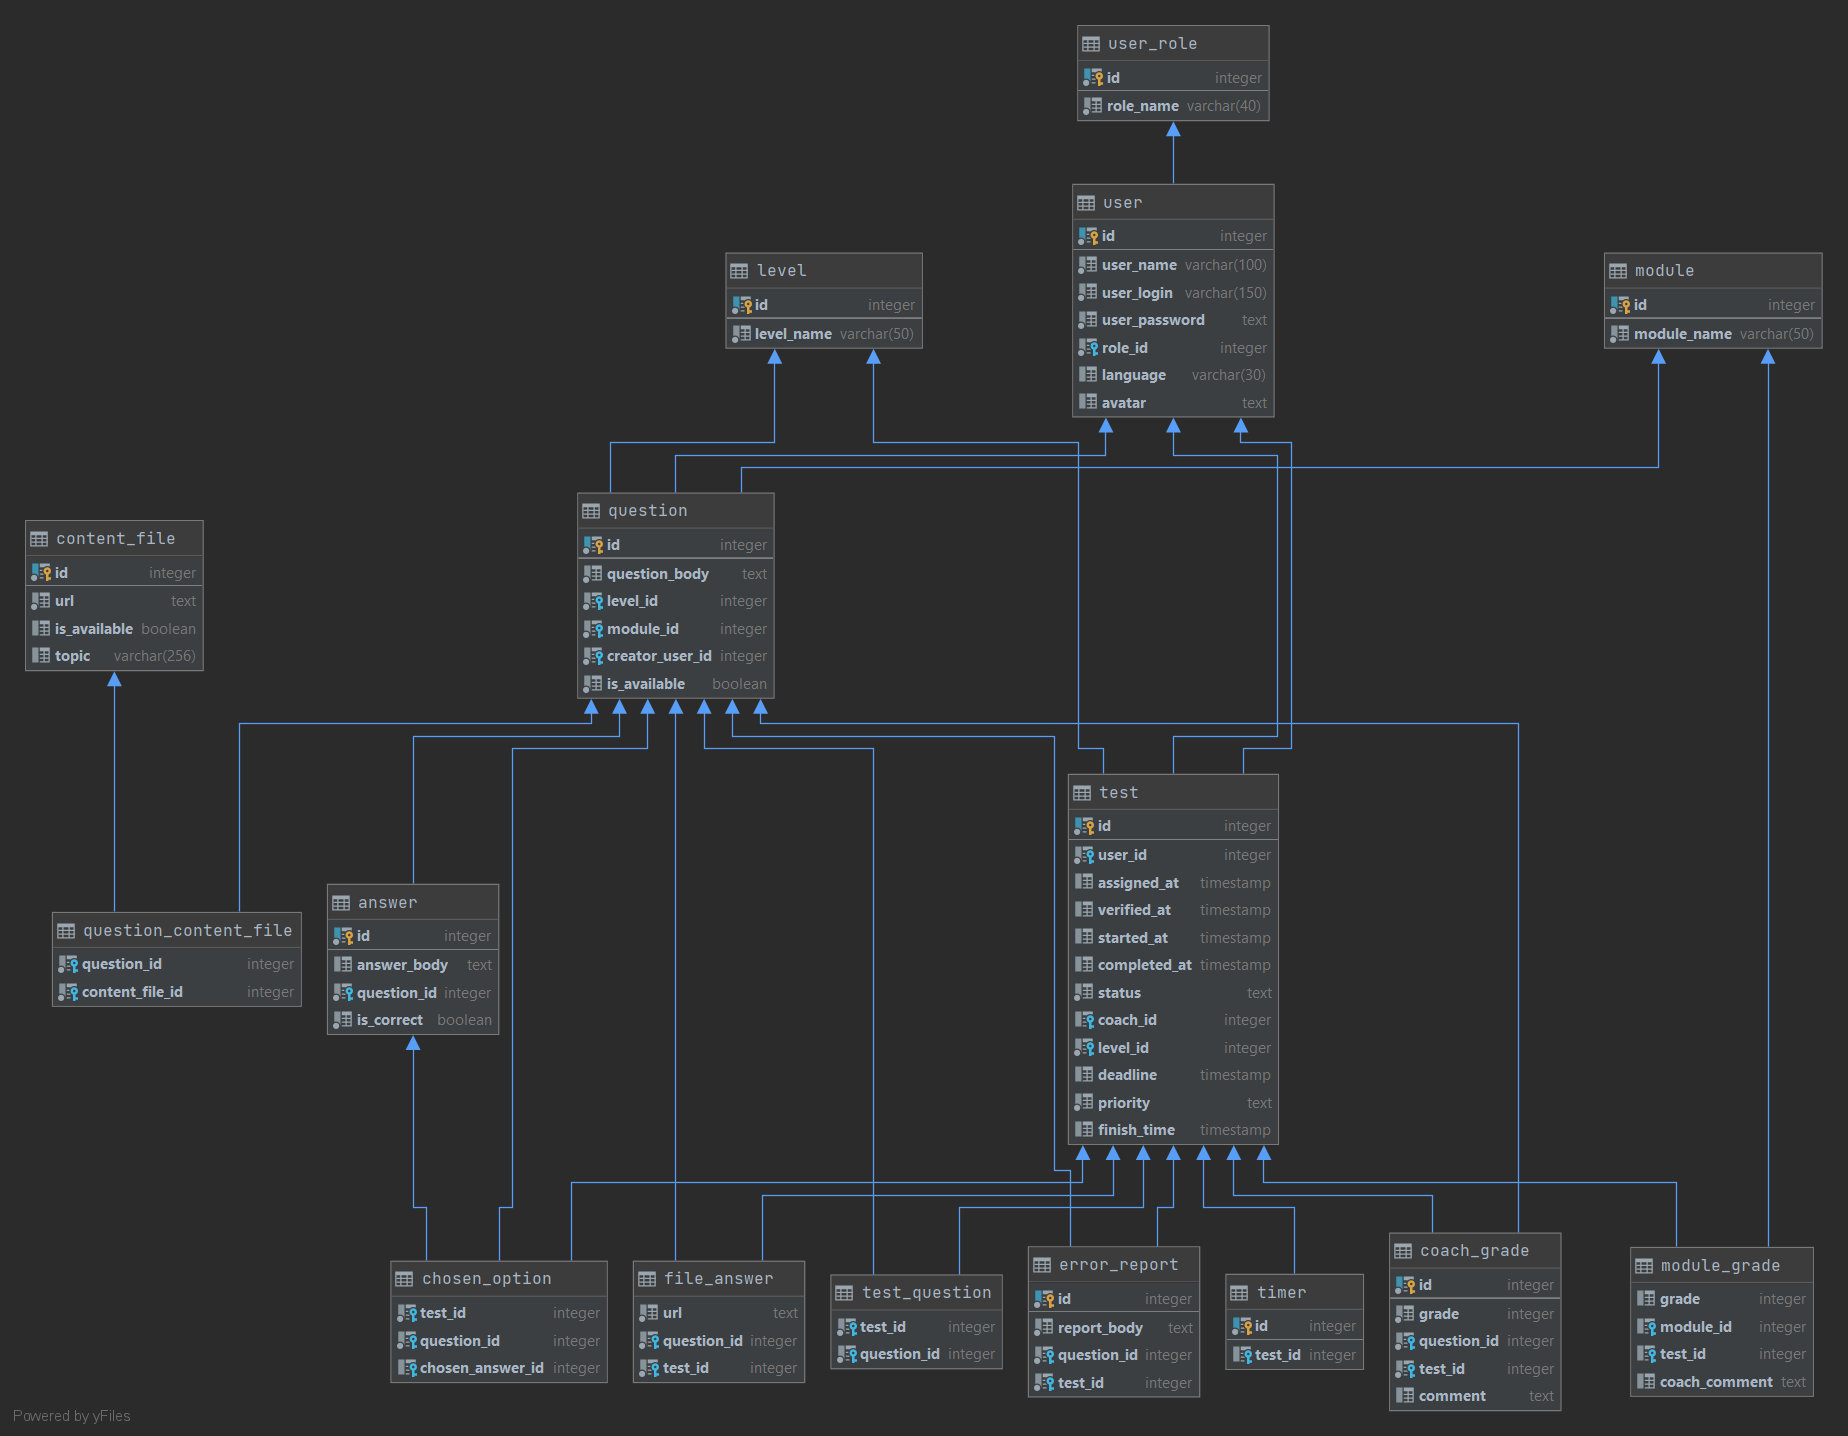 user_role
id integer
role_name varchar(40)
user
id integer
user_name varchar(100)
user_login varchar(150)
user_password text
role_id integer
language varchar(30)
avatar text
level
id integer
level_name varchar(50)
module
id integer
module_name varchar(50)
question
id integer
question_body text
level_id integer
module_id integer
creator_user_id integer
is_available boolean
content_file
id integer
url text
is_available boolean
topic varchar(256)
test
id integer
user_id integer
assigned_at timestamp
verified_at timestamp
started_at timestamp
completed_at timestamp
status text
coach_id integer
level_id integer
deadline timestamp
priority text
finish_time timestamp
question_content_file
question_id integer
content_file_id integer
answer
id integer
answer_body text
question_id integer
is_correct boolean
chosen_option
test_id integer
question_id integer
chosen_answer_id integer
file_answer
url text
question_id integer
test_id integer
test_question
test_id integer
question_id integer
error_report
id integer
report_body text
question_id integer
test_id integer
timer
id integer
test_id integer
coach_grade
id integer
grade integer
question_id integer
test_id integer
comment text
module_grade
grade integer
module_id integer
test_id integer
coach_comment text
Powered by yFiles